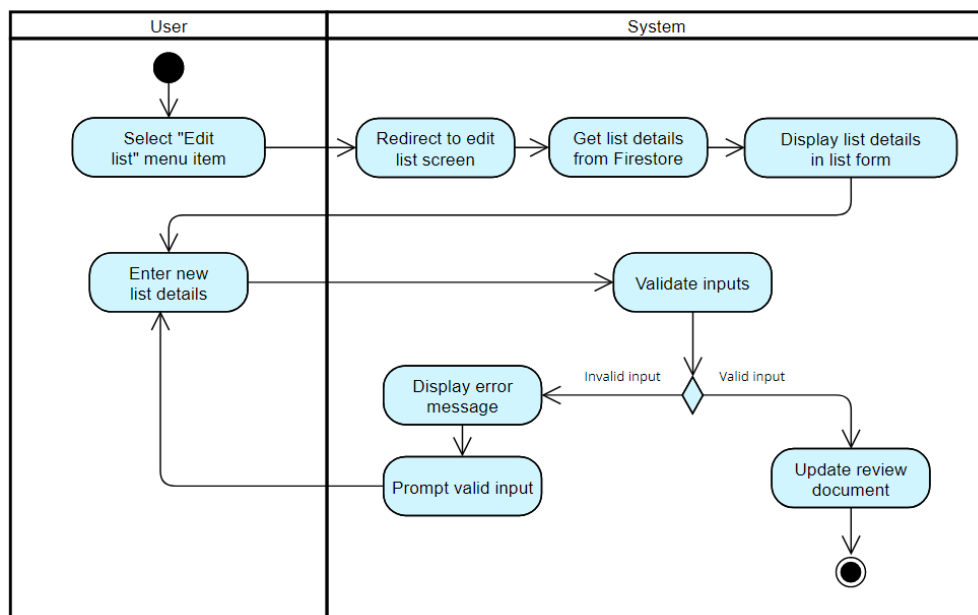 User
System
Select "Edit
list" menu item
Redirect to edit
list screen
Get list details
from Firestore
Display list details
in list form
Enter new
list details
Validate inputs
Invalid input
Valid input
Display error
message
Prompt valid input
Update review
document